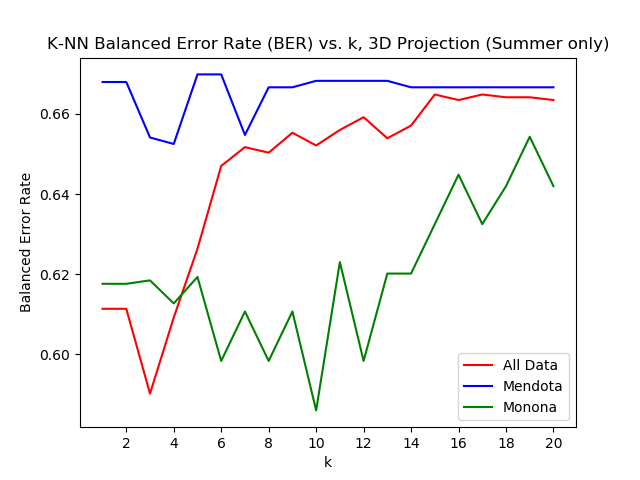 K-NN Balanced Error Rate (BER) vs. k, 3D Projection (Summer only)
Balanced Error Rate
0.66
0.64
0.62
0.60
All Data
Mendota
Monona
2 4 6 8 10 12 14 16 18 20
k